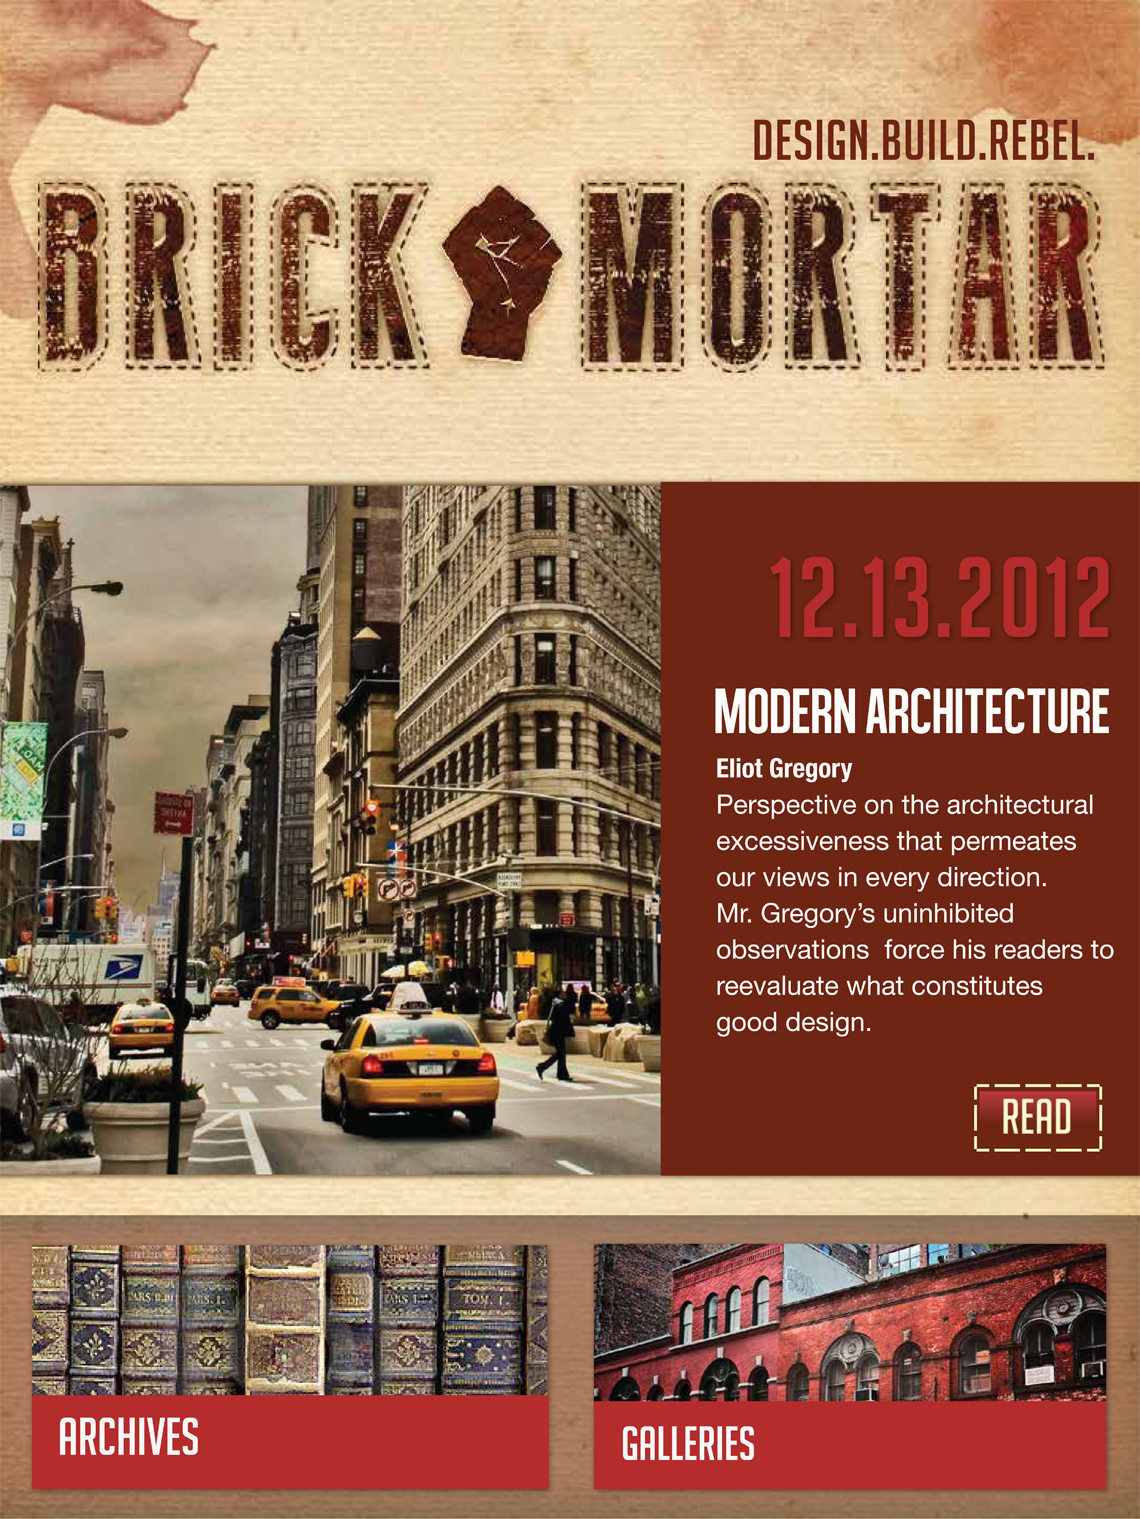 DESIGN.BUILD.REBEL.
BRICK MORTAR
12.13.2012
MODERN ARCHITECTURE
Eliot Gregory
Perspective on the architectural
excessiveness that permeates
our views in every direction.
Mr. Gregory’s uninhibited
observations  force his readers to
reevaluate what constitutes
good design.
READ
TOM. I.
ARCHIVES
GALLERIES